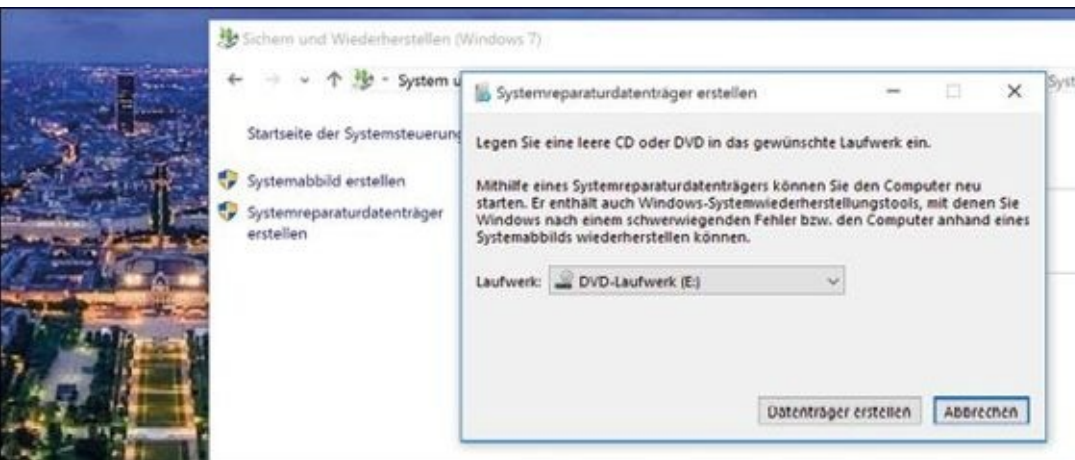 Sichern und Wiederherstellen (Windows 7)
System u
Syst
Startseite der Systemsteuerung
Systemabbild erstellen
Systemreparaturdatenträger
erstellen
Systemreparaturdatenträger erstellen
Legen Sie eine leere CD oder DVD in das gewünschte Laufwerk ein.
Mithilfe eines Systemreparaturdatenträgers können Sie den Computer neu
starten. Er enthält auch Windows-Systemwiederherstellungstools, mit denen Sie
Windows nach einem schwerwiegenden Fehler bzw. den Computer anhand eines
Systemabbilds wiederherstellen können.
Laufwerk: DVD-Laufwerk (E:)
Datenträger erstellen Abbrechen